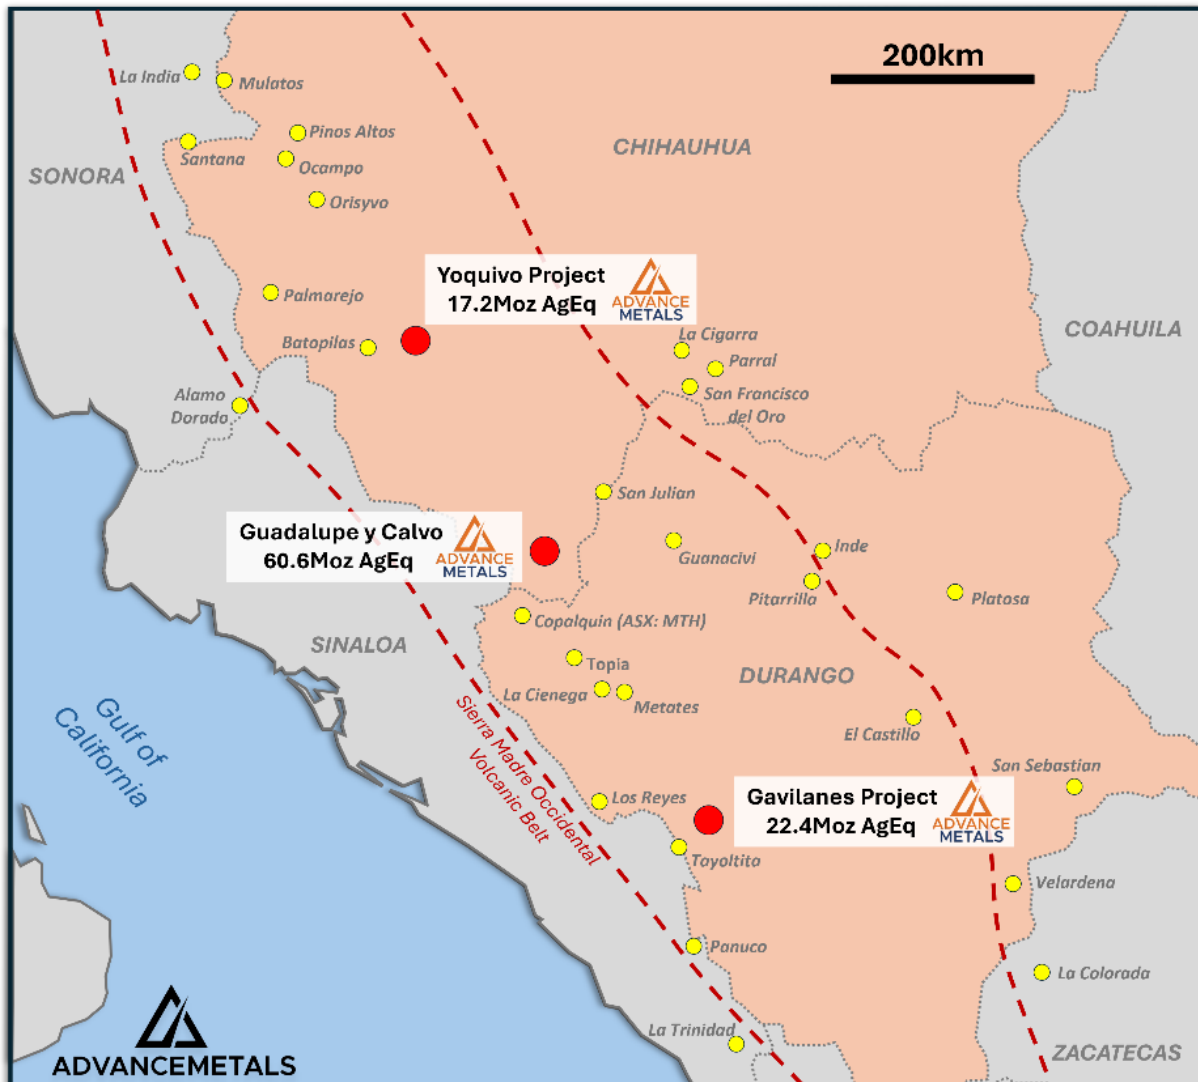 200km
La India
Mulatos
Pinos Altos
CHIHAUHUA
Santana
Ocampo
SONORA
Orisyvo
Yoquivo Project
17.2Moz AgEq
ADVANCE
METALS
Palmarejo
COAHUILA
La Cigarra
Batopilas
Parral
Alamo
Dorado
San Francisco
del Oro
San Julian
Guadalupe y Calvo
60.6Moz AgEq
ADVANCE
METALS
Guanacivi
Inde
Pitarrilla
Platosa
Copalquin (ASX: MTH)
SINALOA
Topia
DURANGO
La Cienega
Metates
Gulf of
California
Sierra Madre Occidental
Volcanic Belt
El Castillo
San Sebastian
Los Reyes
Gavilanes Project
22.4Moz AgEq
ADVANCE
METALS
Tayoltita
Velardena
Panuco
La Colorada
La Trinidad
ZACATECAS
ADVANCEMETALS